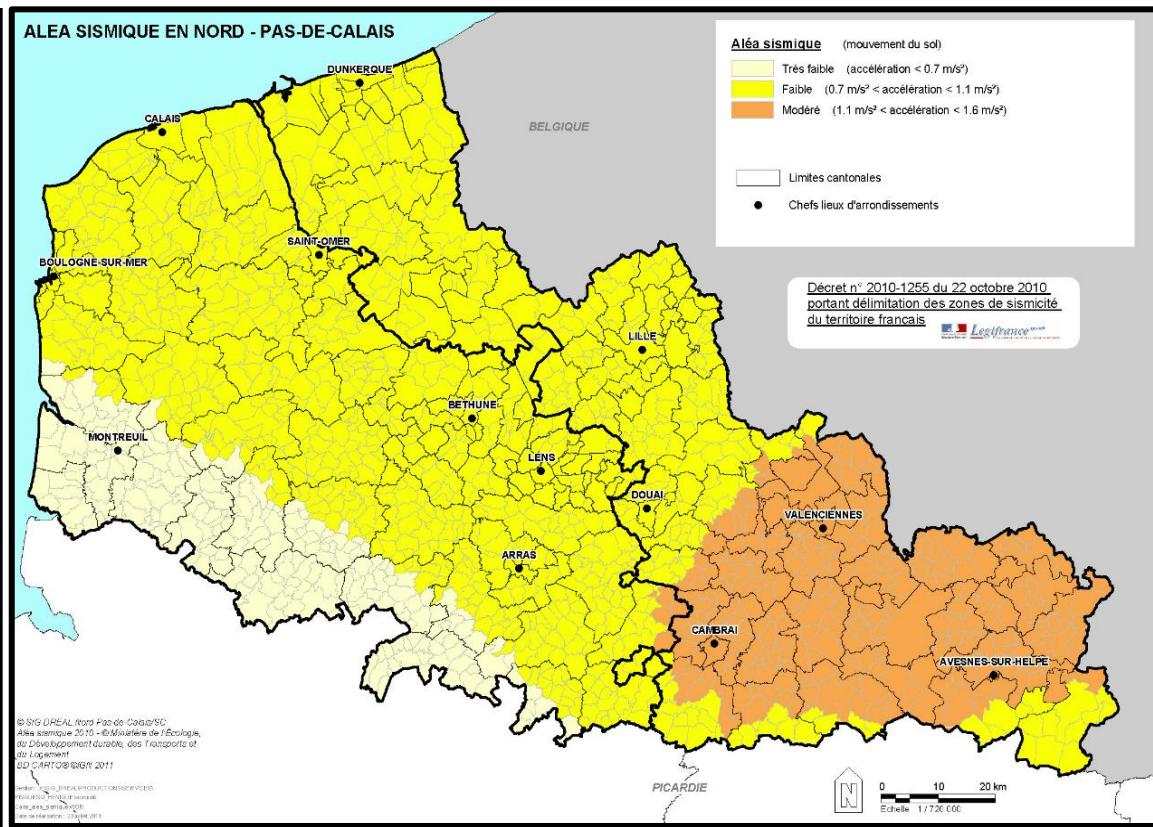 ALEA SISMIQUE EN NORD - PAS-DE-CALAIS
Aléa sismique (mouvement du sol)
Très faible (accélération < 0.7 m/s²)
Faible (0.7 m/s² < accélération < 1.1 m/s²)
Modéré (1.1 m/s² < accélération < 1.6 m/s²)
Limites cantonales
Chefs lieux d'arrondissements
Décret n° 2010-1255 du 22 octobre 2010
portant délimitation des zones de sismicité
du territoire français
Legifrance
DUNKERQUE
CALAIS
BELGIQUE
SAINT-OMER
BOULOGNE-SUR-MER
LILLE
BETHUNE
MONTREUIL
LENS
DOUAI
VALENCIENNES
ARRAS
CAMBRAI
AVESNES-SUR-HELPE
© SIG DREAL Nord Pas-de-Calais/SC
Aléa sismique 2010 - © Ministère de l'Écologie,
du Développement durable, des Transports et
du Logement
BD CARTO® ©IGN 2011
PICARDIE
N
0 10 20 km
Echelle 1 / 720 000